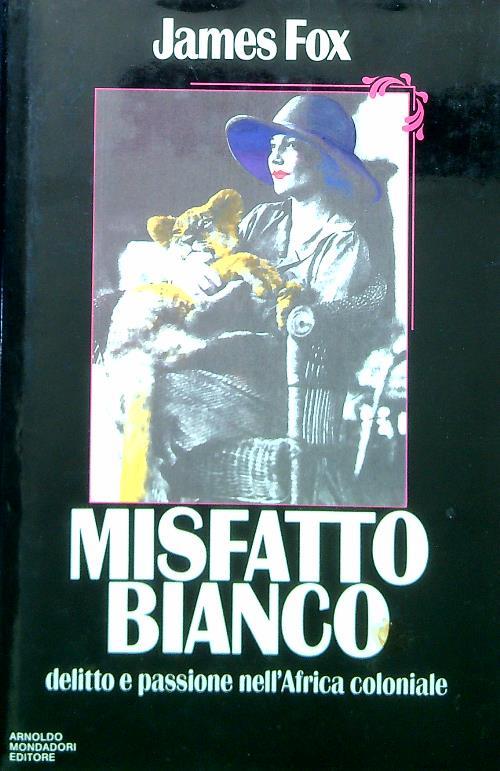 James Fox
MISFATTO
BIANCO
delitto e passione nell'Africa coloniale
ARNOLDO
MONDADORI
EDITORE